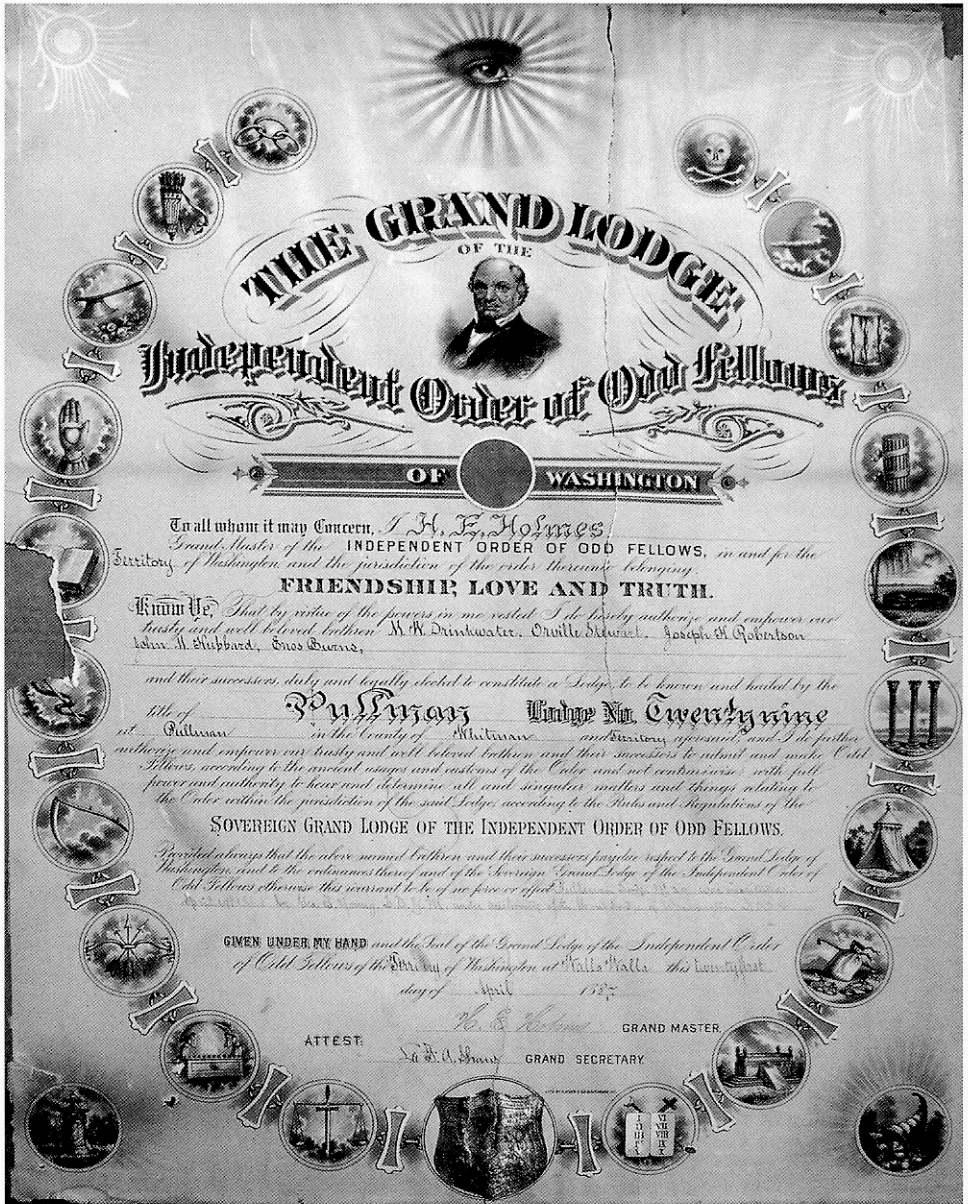 THE GRAND LODGE
OF THE
Independent Order of Odd Fellows
OF WASHINGTON
To all whom it may Concern, I H. E. Holmes
Grand Master of the INDEPENDENT ORDER OF ODD FELLOWS, in and for the
Territory of Washington and the jurisdiction of the order thereunto belonging.
FRIENDSHIP, LOVE AND TRUTH.
Know Ye, That by virtue of the powers in me vested I do hereby authorize and empower our
trusty and well beloved brethren Drinkwater, Orville Stewart, Joseph H. Robertson
John Enos Burns,
and their successors, duly and legally elected to constitute a Lodge, to be known and hailed by the
title of Pullman Lodge No. Twentynine
at Pullman in the County of Whitman and Territory aforesaid, and I do further
authorize and empower our trusty and well beloved brethren and their successors to admit and make Odd
Fellows, according to the ancient usages and customs of the Order and not contrariwise: with full
power and authority to hear and determine all and singular matters and things relating to
the Order within the jurisdiction of the said Lodge, according to the Rules and Regulations of the
SOVEREIGN GRAND LODGE OF THE INDEPENDENT ORDER OF ODD FELLOWS.
Provided always that the above named brethren and their successors pay due respect to the Grand Lodge of
Washington, and to the ordinances thereof and of the Sovereign Grand Lodge of the Independent Order of
Odd Fellows otherwise this warrant to be of no force or effect
GIVEN UNDER MY HAND and the Seal of the Grand Lodge of the Independent Order
of Odd Fellows of the Territory of Washington at Walla Walla this twenty first
day of April 1887
H. E. Holmes GRAND MASTER.
ATTEST:
GRAND SECRETARY.
I VI
II VII
III VIII
IV IX
V X